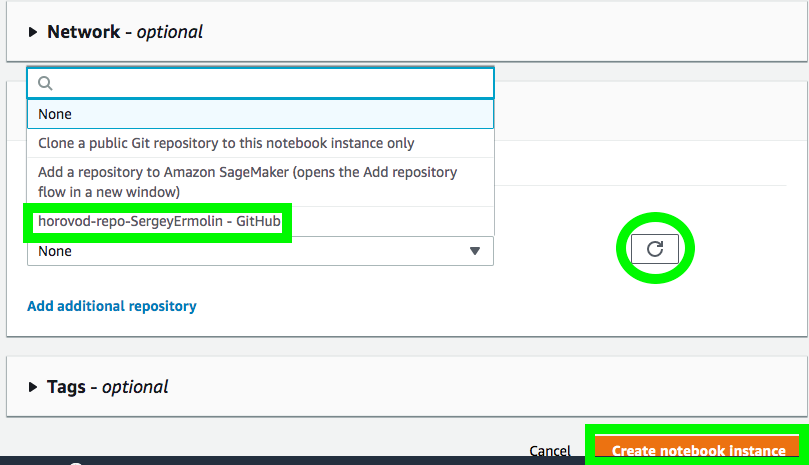 Network - optional
None
Clone a public Git repository to this notebook instance only
Add a repository to Amazon SageMaker (opens the Add repository
flow in a new window)
horovod-repo-SergeyErmolin - GitHub
None
Add additional repository
Tags - optional
Cancel
Create notebook instance